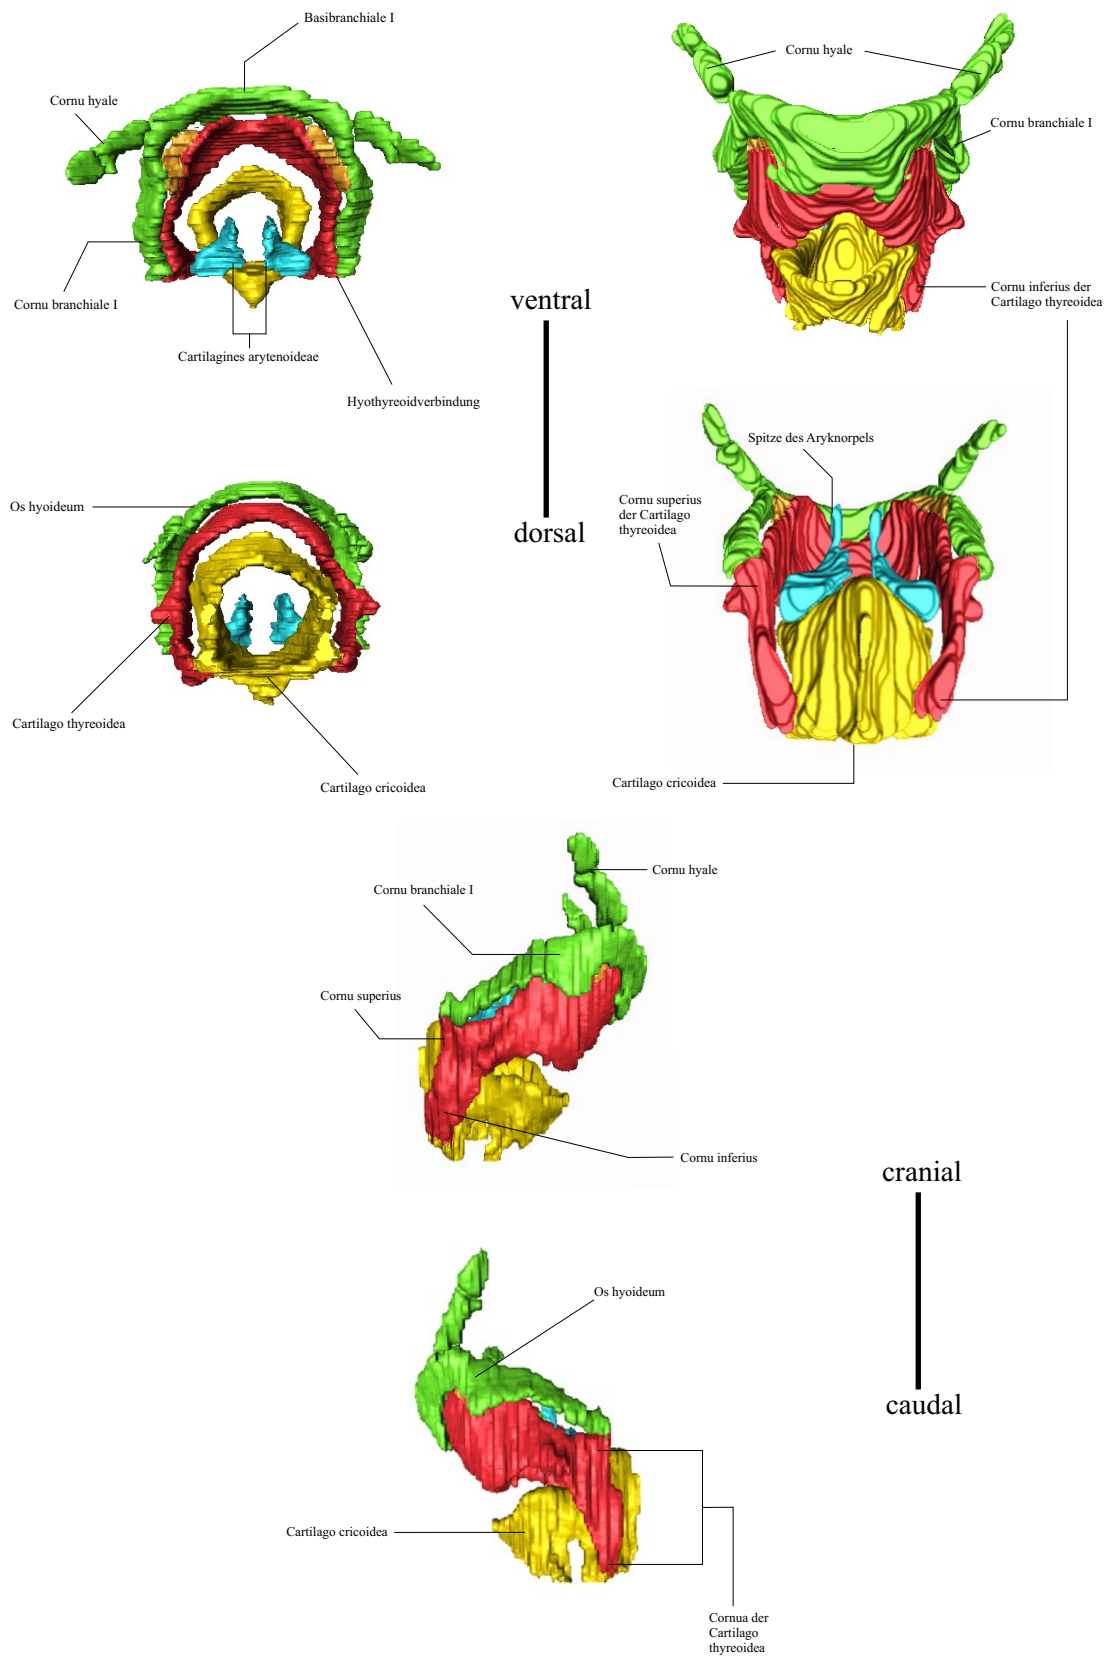 Basibranchiale I
Cornu hyale
Cornu hyale
Cornu branchiale I
Cornu branchiale I
Cartilagines arytenoideae
Hyothyreoidverbindung
ventral
dorsal
Cornu inferius der
Cartilago thyreoidea
Spitze des Aryknorpels
Cornu superius
der Cartilago
thyreoidea
Os hyoideum
Cartilago thyreoidea
Cartilago cricoidea
Cartilago cricoidea
Cornu hyale
Cornu branchiale I
Cornu superius
Cornu inferius
cranial
caudal
Os hyoideum
Cartilago cricoidea
Cornua der
Cartilago
thyreoidea